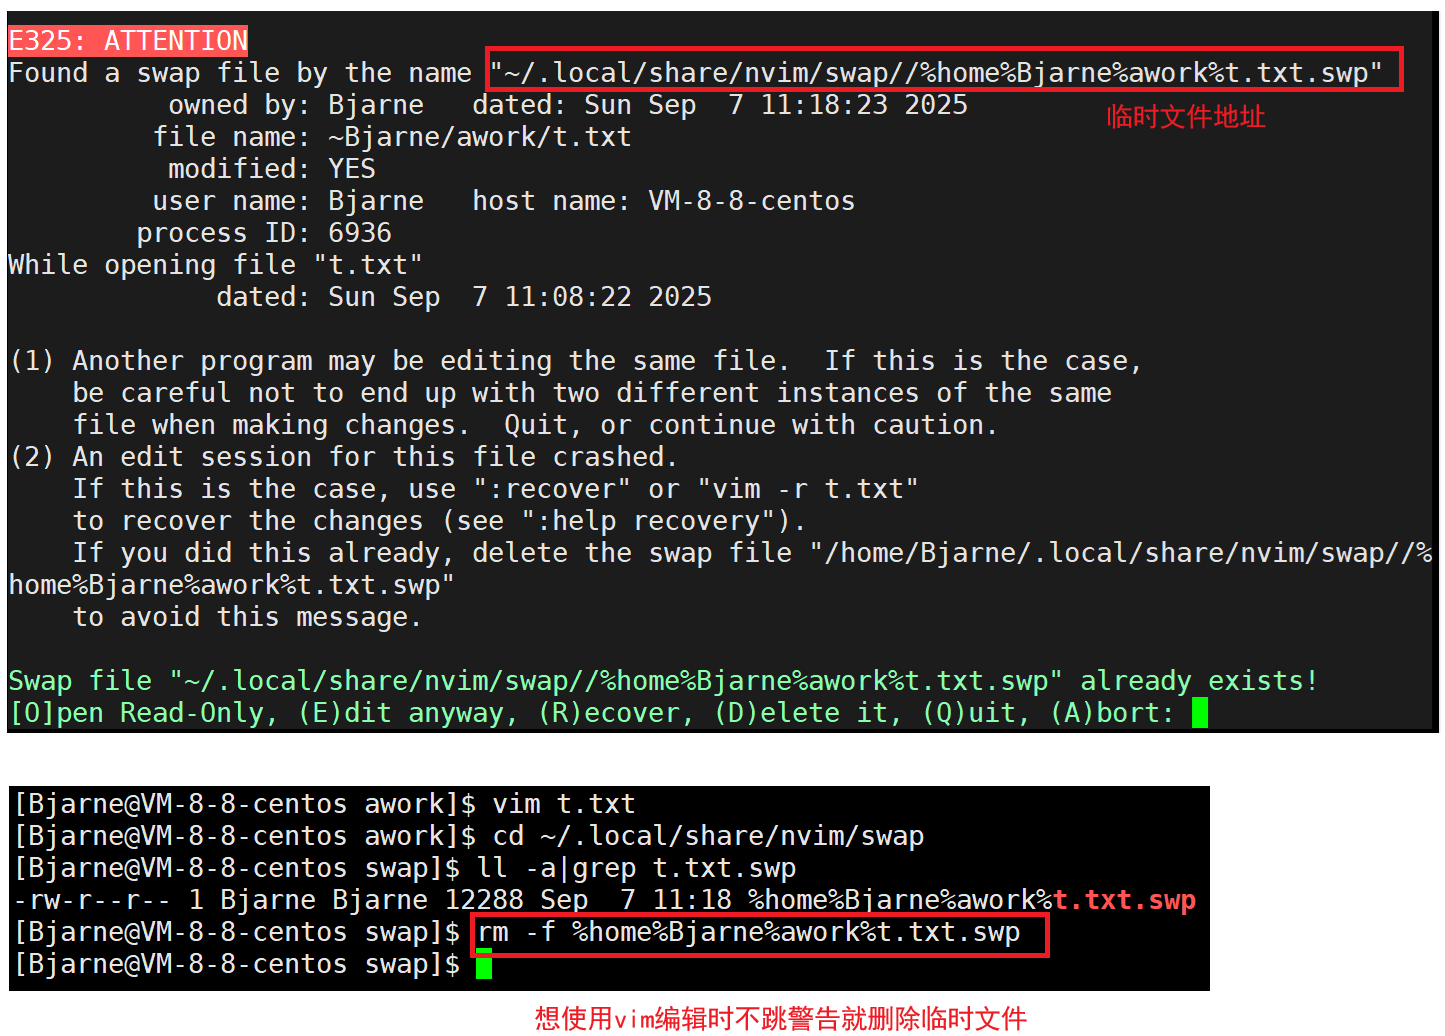 E325: ATTENTION
Found a swap file by the name "~/.local/share/nvim/swap//%home%Bjarne%awork%t.txt.swp"
owned by: Bjarne   dated: Sun Sep  7 11:18:23 2025
临时文件地址
file name: ~Bjarne/awork/t.txt
modified: YES
user name: Bjarne   host name: VM-8-8-centos
process ID: 6936
While opening file "t.txt"
dated: Sun Sep  7 11:08:22 2025
(1) Another program may be editing the same file.  If this is the case,
be careful not to end up with two different instances of the same
file when making changes.  Quit, or continue with caution.
(2) An edit session for this file crashed.
If this is the case, use ":recover" or "vim -r t.txt"
to recover the changes (see ":help recovery").
If you did this already, delete the swap file "/home/Bjarne/.local/share/nvim/swap//%
home%Bjarne%awork%t.txt.swp"
to avoid this message.
Swap file "~/.local/share/nvim/swap//%home%Bjarne%awork%t.txt.swp" already exists!
[O]pen Read-Only, (E)dit anyway, (R)ecover, (D)elete it, (Q)uit, (A)bort:
[Bjarne@VM-8-8-centos awork]$ vim t.txt
[Bjarne@VM-8-8-centos awork]$ cd ~/.local/share/nvim/swap
[Bjarne@VM-8-8-centos swap]$ ll -a|grep t.txt.swp
-rw-r--r-- 1 Bjarne Bjarne 12288 Sep  7 11:18 %home%Bjarne%awork%t.txt.swp
[Bjarne@VM-8-8-centos swap]$ rm -f %home%Bjarne%awork%t.txt.swp
[Bjarne@VM-8-8-centos swap]$
想使用vim编辑时不跳警告就删除临时文件